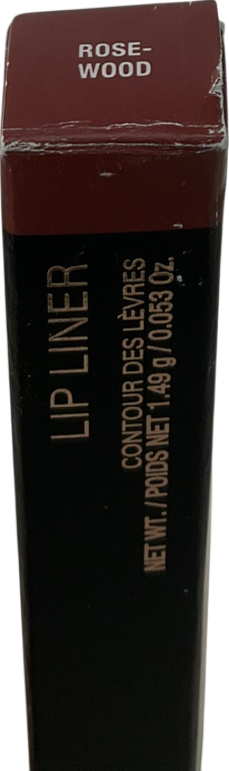 ROSE-
WOOD
LIP LINER
CONTOUR DES LÈVRES
NET WT. / POIDS NET 1.49 g / 0.053 Oz.